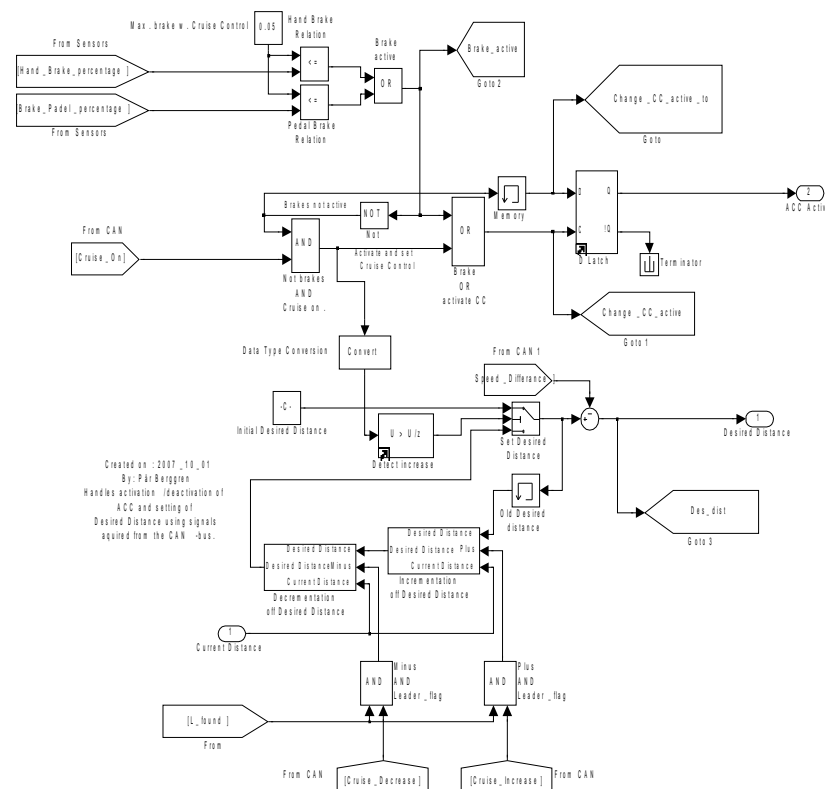 Max. brake w. Cruise Control
0.05
Hand Brake
Relation
From Sensors
[Hand_Brake_percentage]
<=
Brake
active
OR
Brake_active
Goto2
[Brake_Padel_percentage]
From Sensors
<=
Pedal Brake
Relation
Change_CC_active_to
Goto
Brakes not active
NOT
Not
Memory
D
Q
C
!Q
D Latch
2
ACC Activ
From CAN
[Cruise_On]
AND
Not brakes
AND
Cruise on.
Activate and set
Cruise Control
OR
Brake
OR
activate CC
Terminator
Change_CC_active
Goto1
Data Type Conversion
Convert
From CAN 1
Speed_Differance]
-C-
Initial Desired Distance
U > U/z
Detect increase
Set Desired
Distance
1
Desired Distance
Created on : 2007_10_01
By: Pär Berggren
Handles activation /deactivation of
ACC and setting of
Desired Distance using signals
aquired from the CAN -bus.
Old Desired
distance
Des_dist
Goto3
Desired Distance
Desired Distance Plus
Current Distance
Incrementation
off Desired Distance
Desired Distance
Desired Distance Minus
Current Distance
Decrementation
off Desired Distance
1
Current Distance
AND
Minus
AND
Leader_flag
AND
Plus
AND
Leader_flag
[L_found]
From
From CAN
[Cruise_Decrease]
[Cruise_Increase]
From CAN